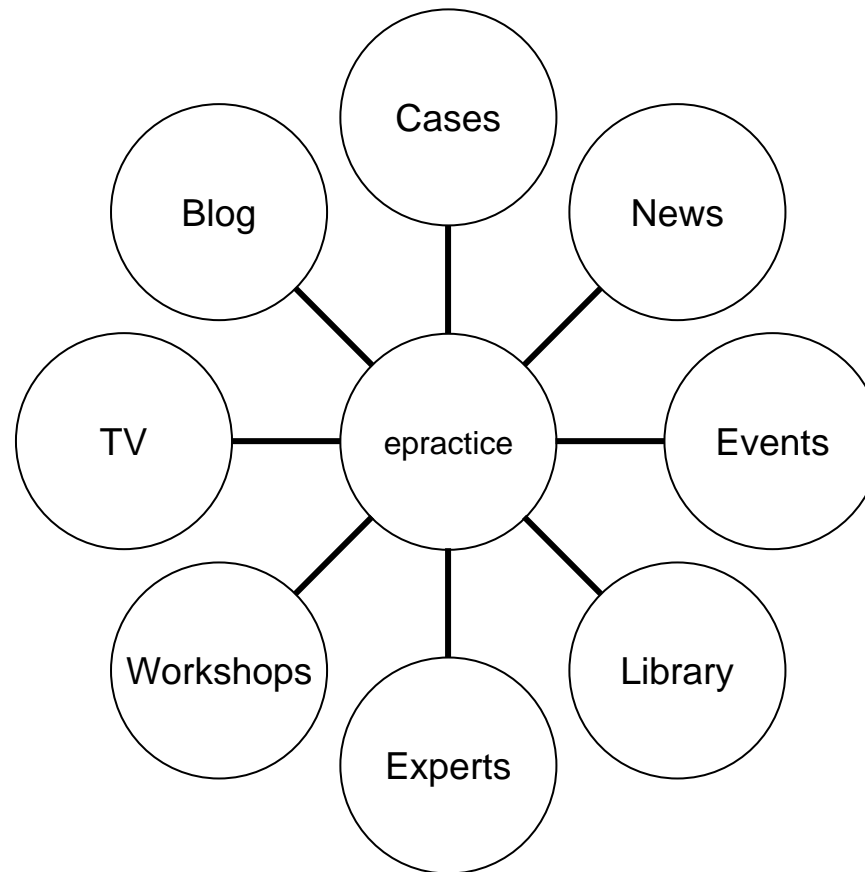 Cases
Blog
News
TV
epractice
Events
Workshops
Library
Experts